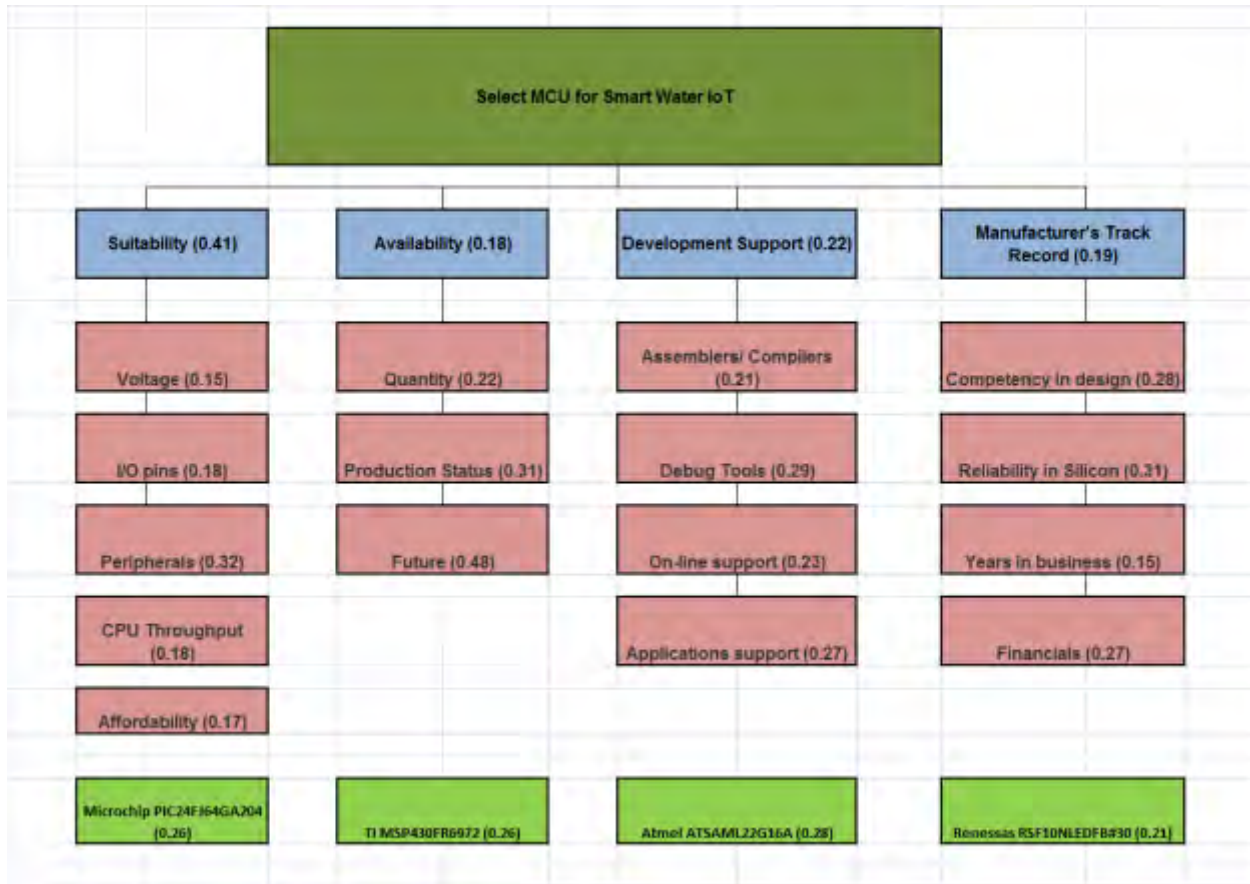 Select MCU for Smart Water IoT
Suitability (0.41)
Availability (0.18)
Development Support (0.22)
Manufacturer's Track
Record (0.19)
Voltage (0.15)
Quantity (0.22)
Assemblers/ Compilers
(0.21)
Competency in design (0.28)
I/O pins (0.18)
Production Status (0.31)
Debug Tools (0.29)
Reliability in Silicon (0.31)
Peripherals (0.32)
Future (0.48)
On-line support (0.23)
Years in business (0.15)
CPU Throughput
(0.18)
Applications support (0.27)
Financials (0.27)
Affordability (0.17)
Microchip PIC24FJ64GA204
(0.26)
TI MSP430FR6972 (0.26)
Atmel ATSAML22G16A (0.28)
Renessas RSF10NLEDFB#30 (0.21)